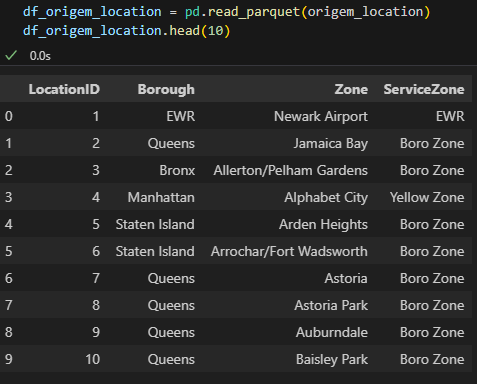 df_origem_location = pd.read_parquet(origem_location)
df_origem_location.head(10)
0.0s
LocationID Borough Zone ServiceZone
0 1 EWR Newark Airport EWR
1 2 Queens Jamaica Bay Boro Zone
2 3 Bronx Allerton/Pelham Gardens Boro Zone
3 4 Manhattan Alphabet City Yellow Zone
4 5 Staten Island Arden Heights Boro Zone
5 6 Staten Island Arrochar/Fort Wadsworth Boro Zone
6 7 Queens Astoria Boro Zone
7 8 Queens Astoria Park Boro Zone
8 9 Queens Auburndale Boro Zone
9 10 Queens Baisley Park Boro Zone